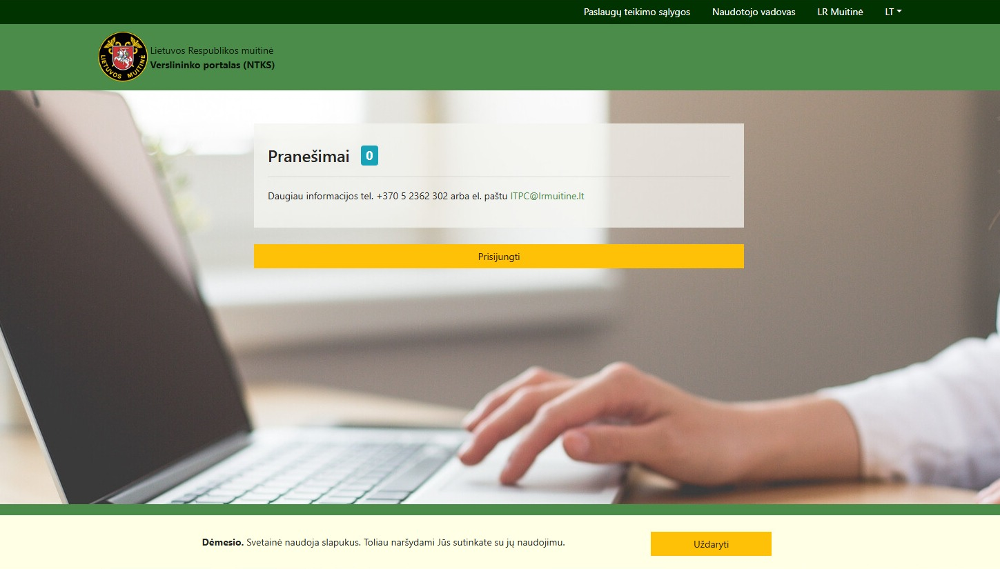 Paslaugų teikimo sąlygos
Naudotojo vadovas
LR Muitinė
LT
LIETUVOS MUITINĖ
Lietuvos Respublikos muitinė
Verslininko portalas (NTKS)
Pranešimai 0
Daugiau informacijos tel. +370 5 2362 302 arba el. paštu ITPC@lrmuitine.lt
Prisijungti
Dėmesio. Svetainė naudoja slapukus. Toliau naršydami Jūs sutinkate su jų naudojimu.
Uždaryti